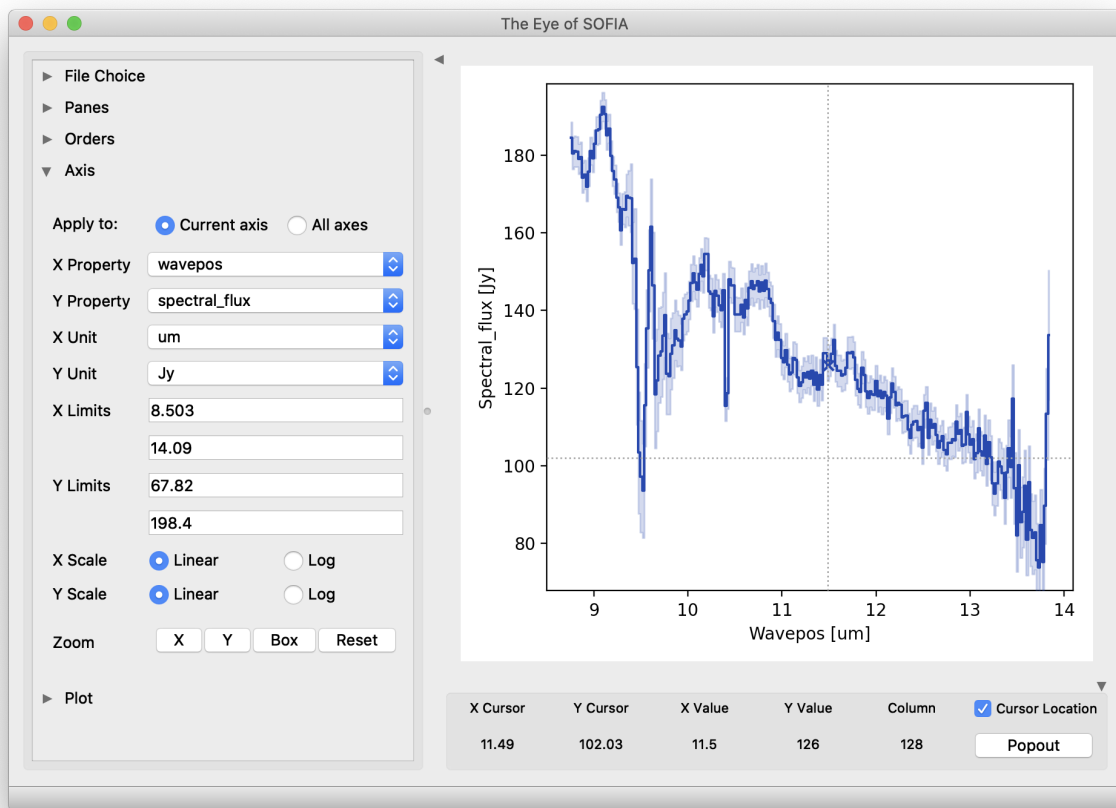 The Eye of SOFIA
File Choice
Panes
Orders
Axis
Apply to: Current axis All axes
X Property wavepos
Y Property spectral_flux
X Unit um
Y Unit Jy
X Limits 8.503
14.09
Y Limits 67.82
198.4
X Scale Linear Log
Y Scale Linear Log
Zoom X Y Box Reset
Plot
Spectral_flux [Jy]
180
160
140
120
100
80
9 10 11 12 13 14
Wavepos [um]
X Cursor Y Cursor X Value Y Value Column Cursor Location
11.49 102.03 11.5 126 128 Popout